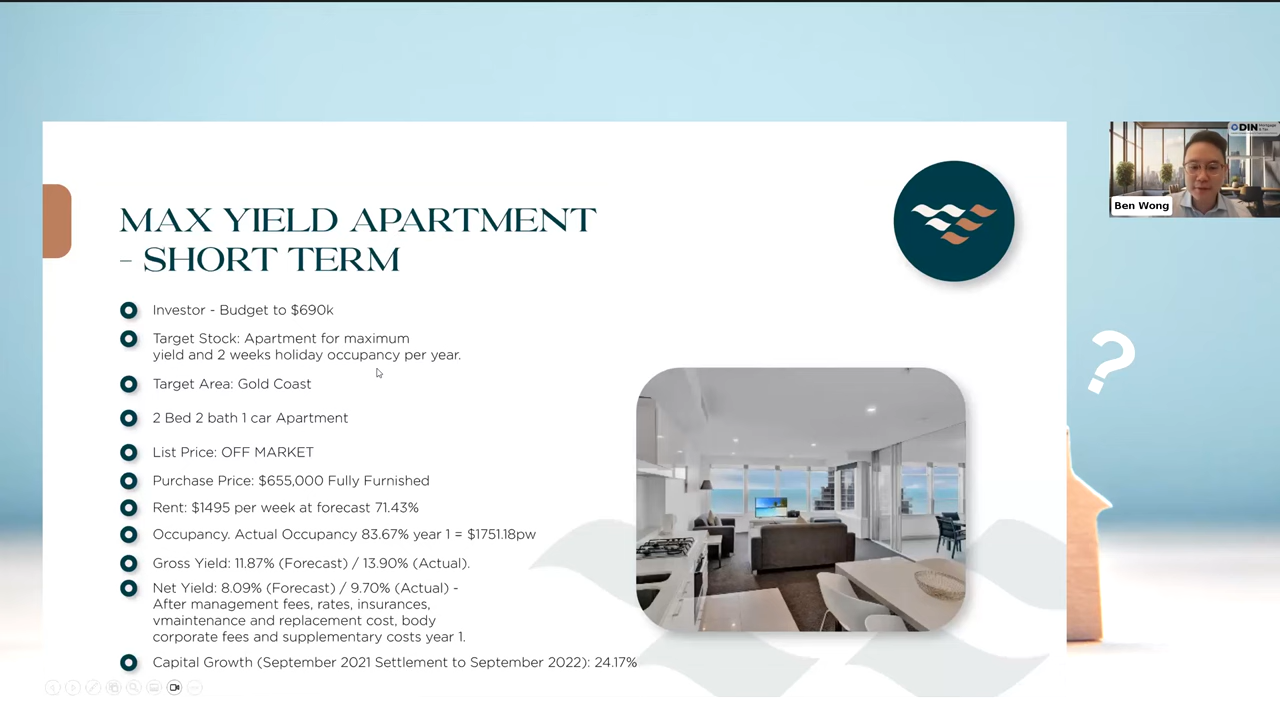 MAX YIELD APARTMENT
– SHORT TERM
Investor - Budget to $690k
Target Stock: Apartment for maximum
yield and 2 weeks holiday occupancy per year.
Target Area: Gold Coast
2 Bed 2 bath 1 car Apartment
List Price: OFF MARKET
Purchase Price: $655,000 Fully Furnished
Rent: $1495 per week at forecast 71.43%
Occupancy. Actual Occupancy 83.67% year 1 = $1751.18pw
Gross Yield: 11.87% (Forecast) / 13.90% (Actual).
Net Yield: 8.09% (Forecast) / 9.70% (Actual) -
After management fees, rates, insurances,
vmaintenance and replacement cost, body
corporate fees and supplementary costs year 1.
Capital Growth (September 2021 Settlement to September 2022): 24.17%
DIN
Ben Wong
?